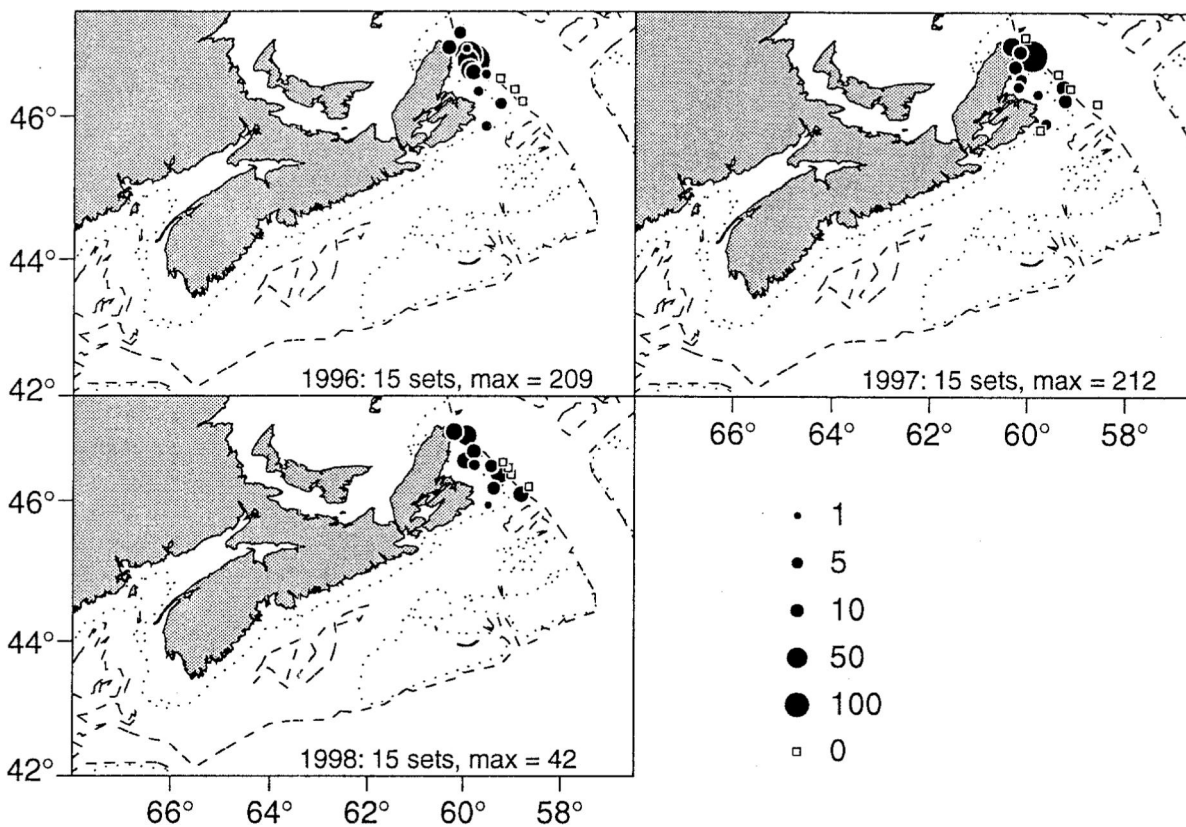 46°
44°
42°
1996: 15 sets, max = 209
1997: 15 sets, max = 212
66° 64° 62° 60° 58°
46°
44°
42°
1998: 15 sets, max = 42
66° 64° 62° 60° 58°
1
5
10
50
100
0